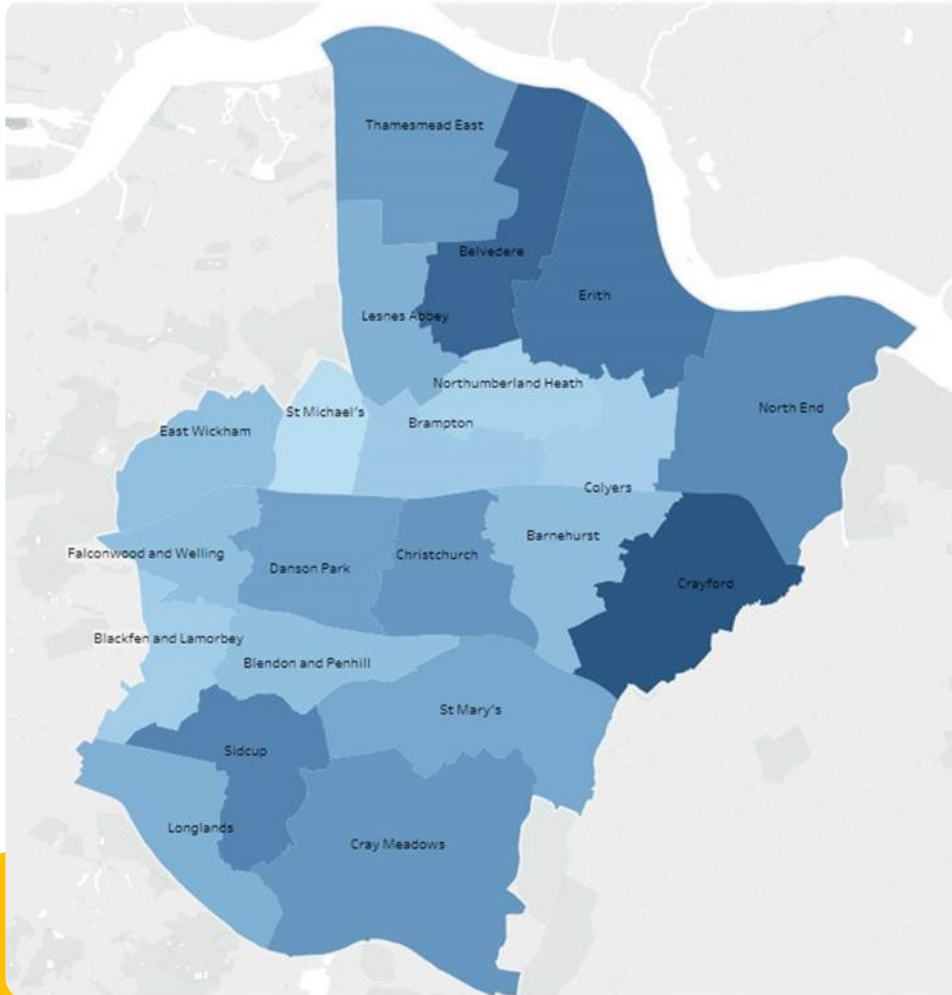 Thamesmead East
Belvedere
Erith
Lesnes Abbey
Northumberland Heath
North End
St Michael's
Brampton
East Wickham
Colyers
Barnehurst
Falconwood and Welling
Christchurch
Danson Park
Crayford
Blackfen and Lamorbey
Blendon and Penhill
St Mary's
Sidcup
Longlands
Cray Meadows